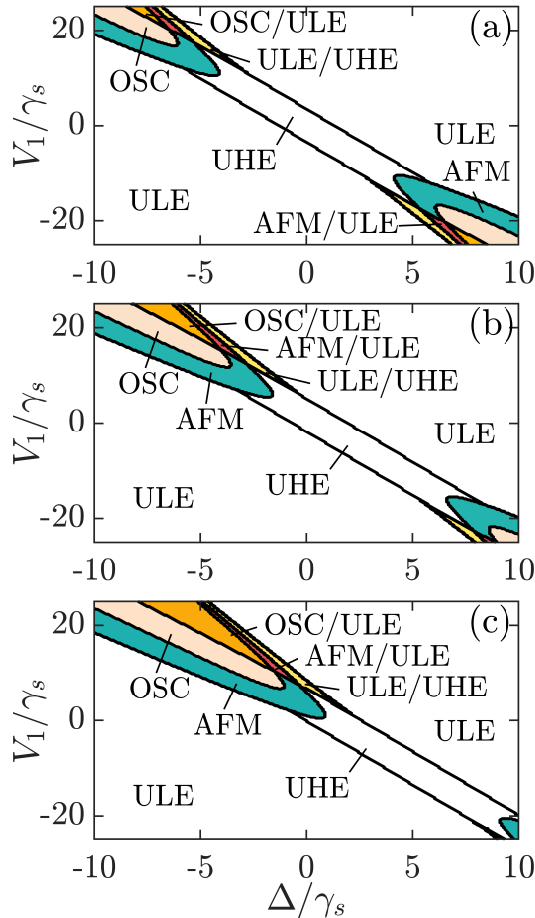 20
0
-20
V₁/γₛ
(a)
OSC/ULE
ULE/UHE
OSC
UHE
ULE
ULE
AFM
AFM/ULE
-10 -5 0 5 10
20
0
-20
V₁/γₛ
(b)
OSC/ULE
AFM/ULE
ULE/UHE
OSC
AFM
ULE
UHE
ULE
-10 -5 0 5 10
20
0
-20
V₁/γₛ
(c)
OSC/ULE
AFM/ULE
ULE/UHE
OSC
AFM
ULE
UHE
ULE
-10 -5 0 5 10
Δ/γₛ